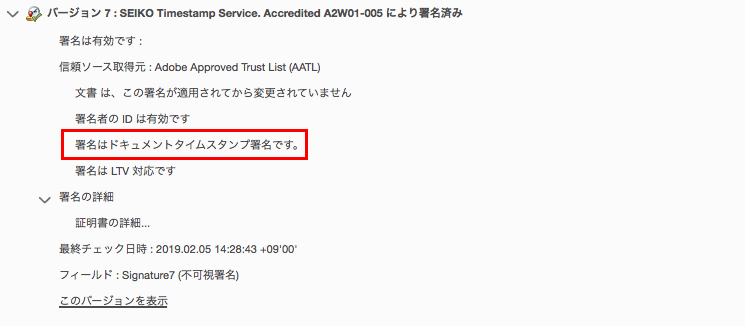 バージョン 7 : SEIKO Timestamp Service. Accredited A2W01-005 により署名済み
署名は有効です :
信頼ソース取得元 : Adobe Approved Trust List (AATL)
文書 は、この署名が適用されてから変更されていません
署名者の ID は有効です
署名はドキュメントタイムスタンプ署名です。
署名は LTV 対応です
署名の詳細
証明書の詳細...
最終チェック日時 : 2019.02.05 14:28:43 +09'00'
フィールド : Signature7 (不可視署名)
このバージョンを表示